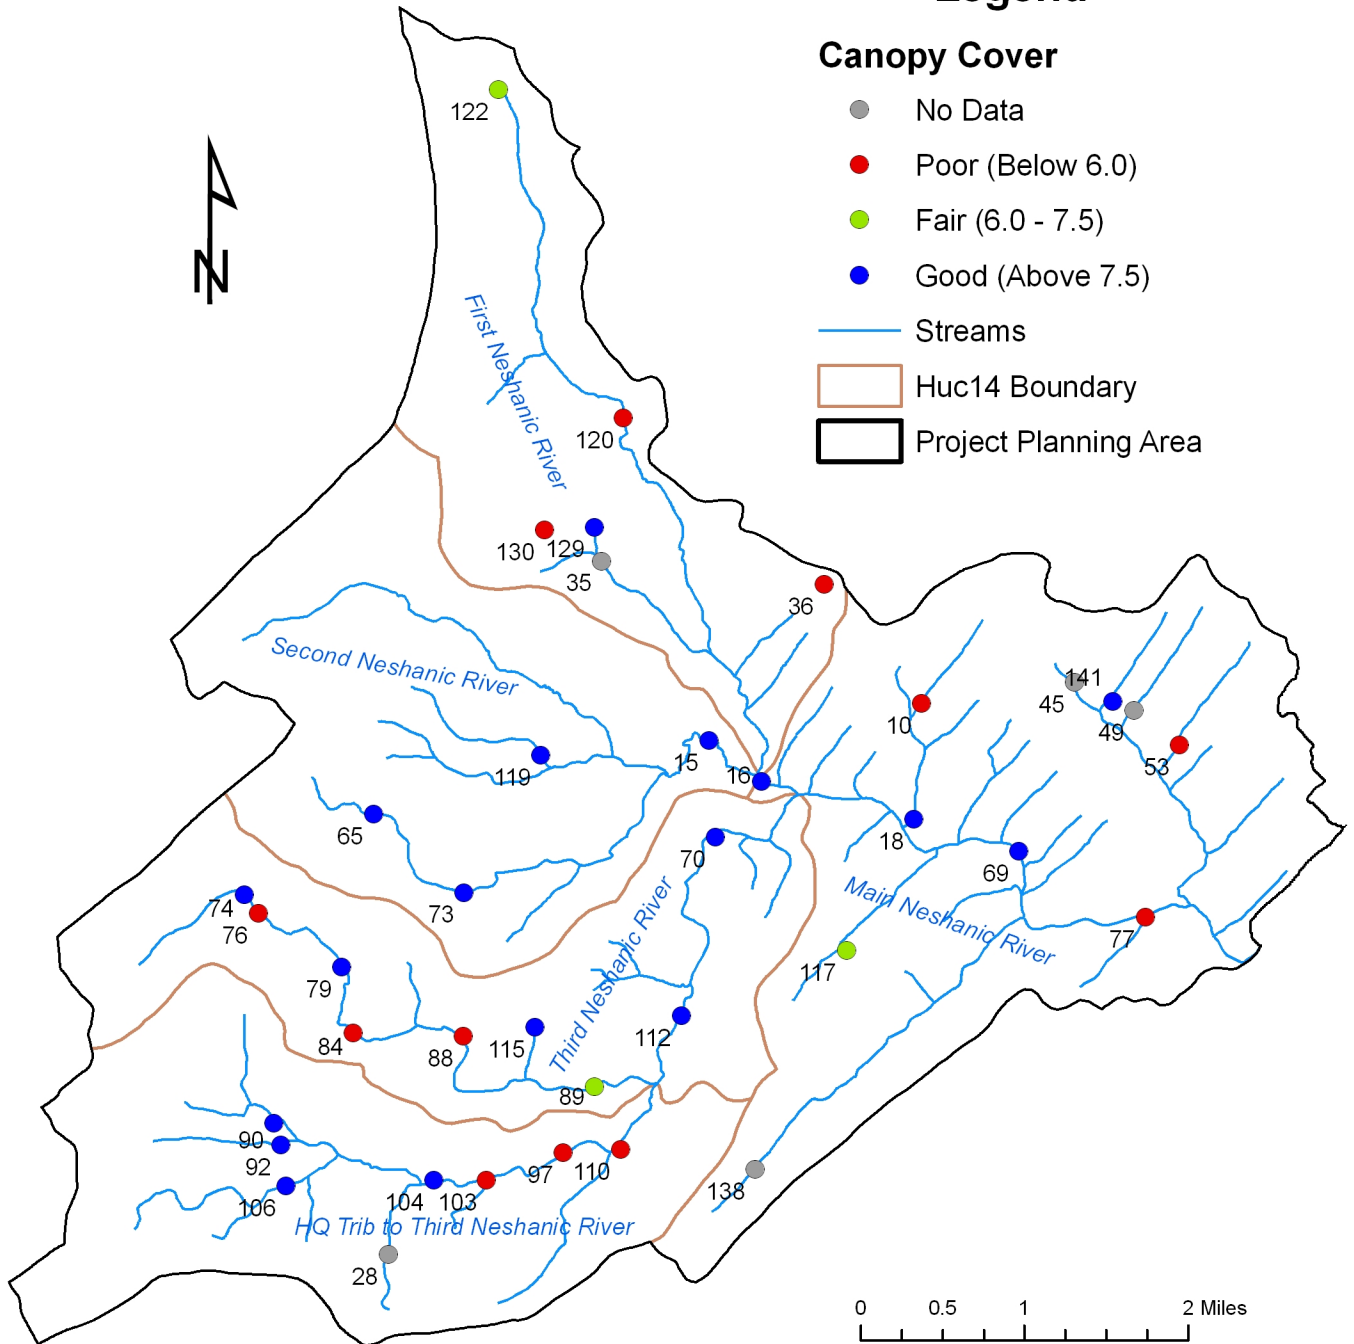 Legend
Canopy Cover
No Data
Poor (Below 6.0)
Fair (6.0 - 7.5)
Good (Above 7.5)
Streams
Huc14 Boundary
Project Planning Area
N
122
First Neshanic River
120
130
129
35
36
Second Neshanic River
141
45
49
10
53
15
16
119
65
18
70
69
73
Main Neshanic River
74
76
77
117
79
Third Neshanic River
84
88
115
112
89
90
92
97
110
106
104
103
138
HQ Trib to Third Neshanic River
28
0 0.5 1 2 Miles